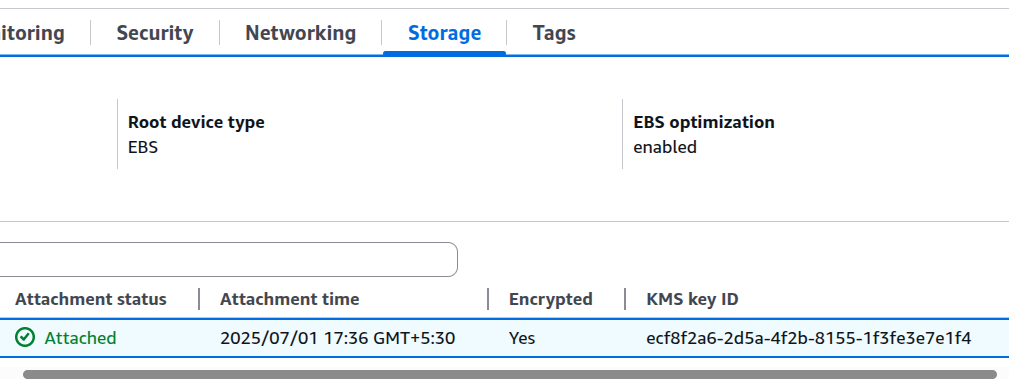 itoring Security Networking Storage Tags
Root device type EBS optimization
EBS enabled
Attachment status Attachment time Encrypted KMS key ID
Attached 2025/07/01 17:36 GMT+5:30 Yes ecf8f2a6-2d5a-4f2b-8155-1f3fe3e7e1f4